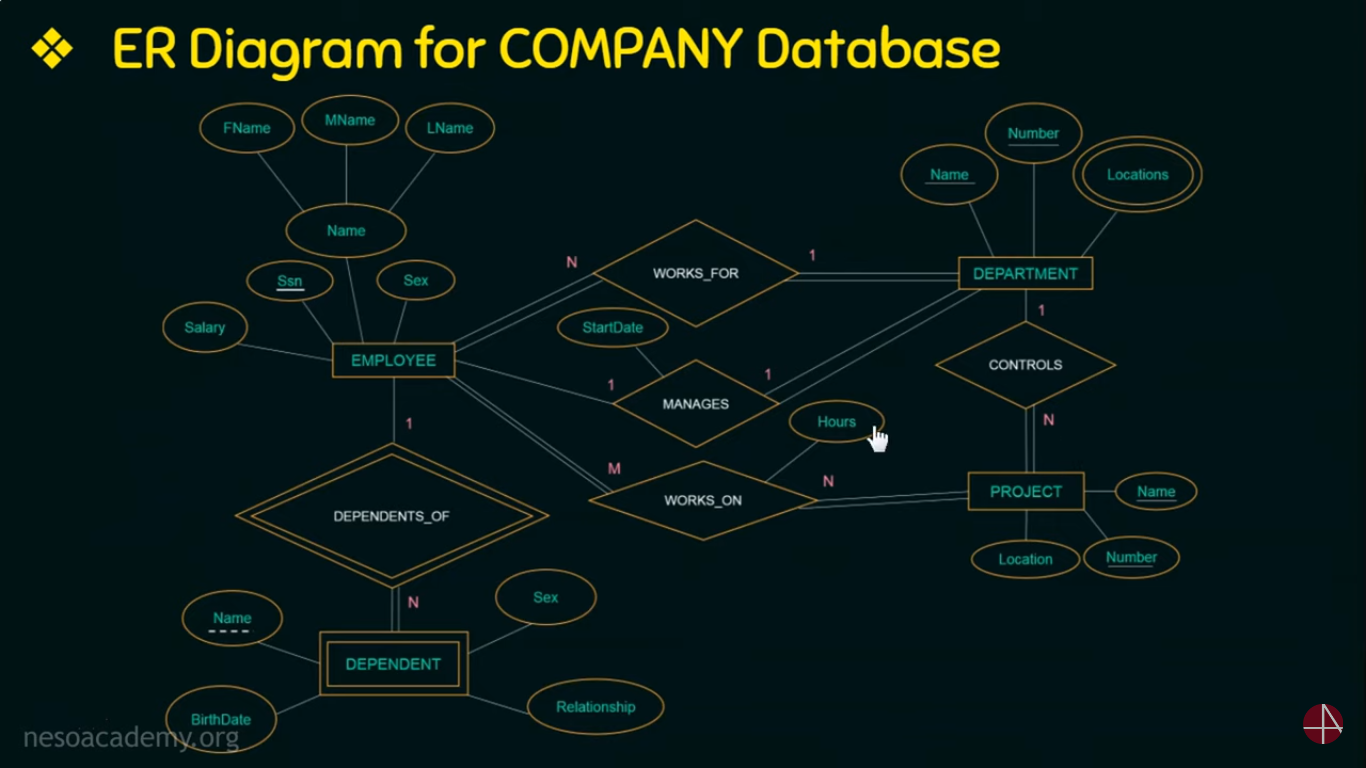 ❖ ER Diagram for COMPANY Database
FName
MName
LName
Name
Ssn
Sex
Salary
EMPLOYEE
N
WORKS_FOR
1
Name
Number
Locations
DEPARTMENT
StartDate
1
MANAGES
1
1
CONTROLS
N
Hours
M
WORKS_ON
N
PROJECT
Name
Location
Number
1
DEPENDENTS_OF
N
Name
Sex
DEPENDENT
BirthDate
Relationship
nesoacademy.org